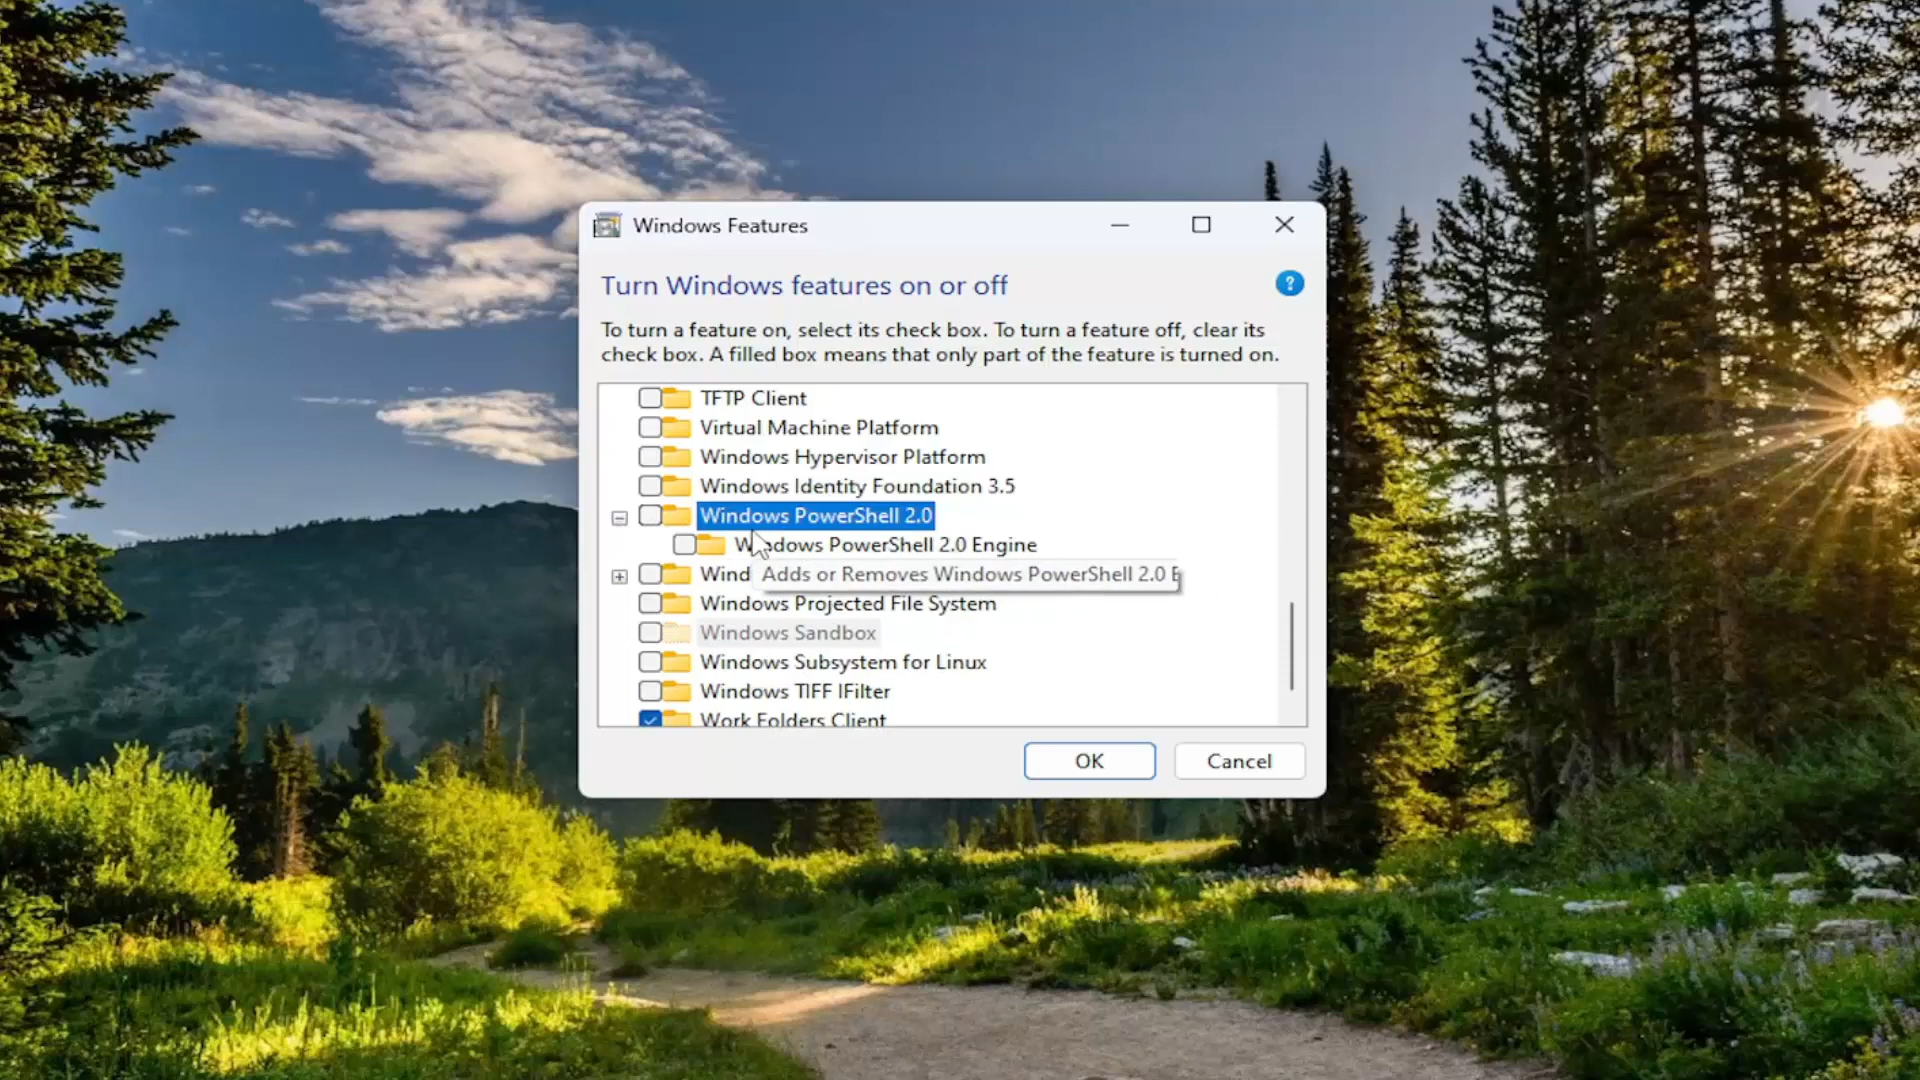 Windows Features
Turn Windows features on or off
?
To turn a feature on, select its check box. To turn a feature off, clear its
check box. A filled box means that only part of the feature is turned on.
TFTP Client
Virtual Machine Platform
Windows Hypervisor Platform
Windows Identity Foundation 3.5
Windows PowerShell 2.0
Windows PowerShell 2.0 Engine
Wind
Adds or Removes Windows PowerShell 2.0 E
Windows Projected File System
Windows Sandbox
Windows Subsystem for Linux
Windows TIFF IFilter
Work Folders Client
OK
Cancel